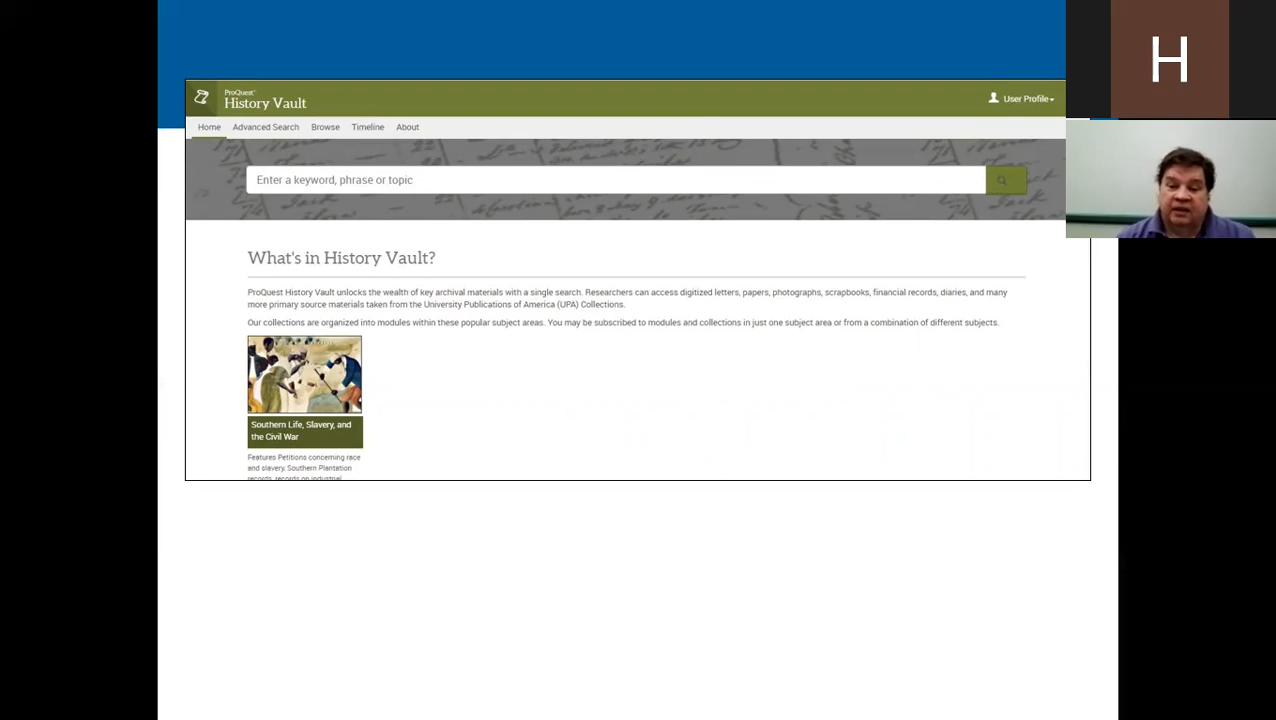 ProQuest
History Vault
User Profile
Home Advanced Search Browse Timeline About
Enter a keyword, phrase or topic
What's in History Vault?
ProQuest History Vault unlocks the wealth of key archival materials with a single search. Researchers can access digitized letters, papers, photographs, scrapbooks, financial records, diaries, and many
more primary source materials taken from the University Publications of America (UPA) Collections.
Our collections are organized into modules within these popular subject areas. You may be subscribed to modules and collections in just one subject area or from a combination of different subjects.
Southern Life, Slavery, and
the Civil War
Features Petitions concerning race
and slavery, Southern Plantation
records, records on industrial
H